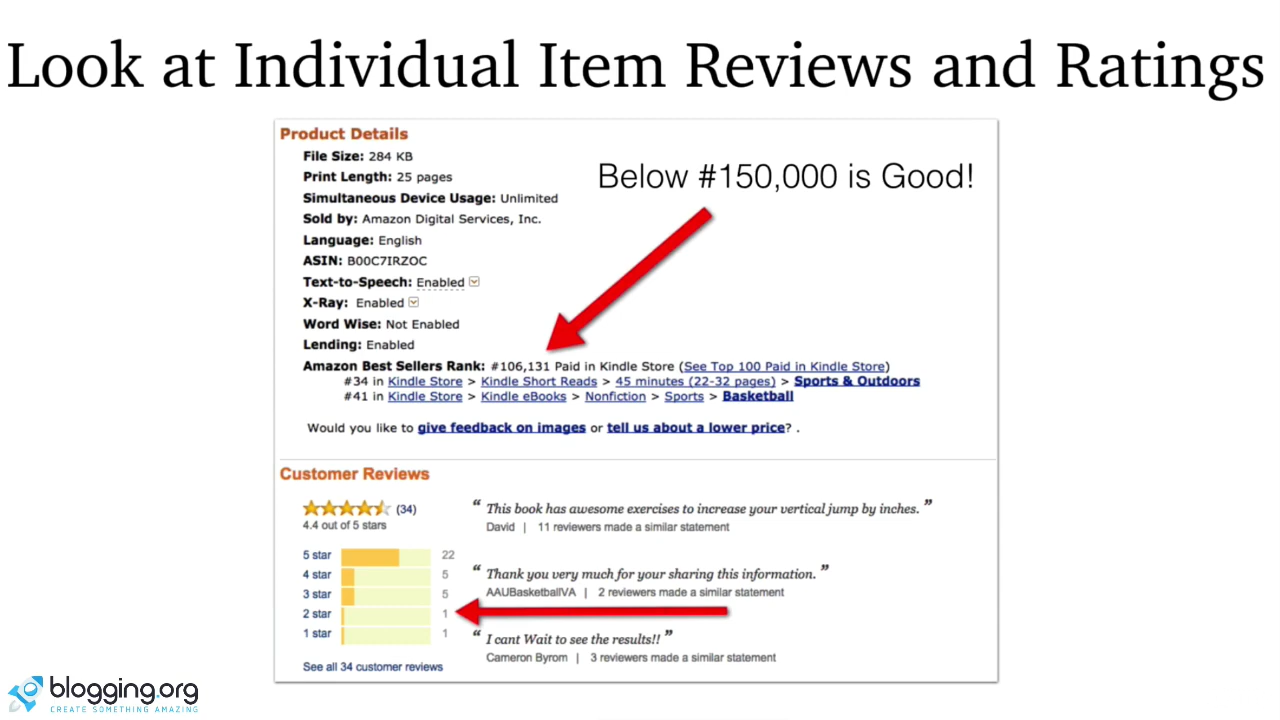 Look at Individual Item Reviews and Ratings
Product Details
File Size: 284 KB
Below #150,000 is Good!
Print Length: 25 pages
Simultaneous Device Usage: Unlimited
Sold by: Amazon Digital Services, Inc.
Language: English
ASIN: B00C7IRZOC
Text-to-Speech: Enabled
X-Ray: Enabled
Word Wise: Not Enabled
Lending: Enabled
Amazon Best Sellers Rank: #106,131 Paid in Kindle Store (See Top 100 Paid in Kindle Store)
#34 in Kindle Store > Kindle Short Reads > 45 minutes (22-32 pages) > Sports & Outdoors
#41 in Kindle Store > Kindle eBooks > Nonfiction > Sports > Basketball
Would you like to give feedback on images or tell us about a lower price? .
Customer Reviews
(34)
4.4 out of 5 stars
5 star 22
4 star 5
3 star 5
2 star 1
1 star 1
See all 34 customer reviews
“ This book has awesome exercises to increase your vertical jump by inches. ”
David | 11 reviewers made a similar statement
“ Thank you very much for your sharing this information. ”
AAUBasketballVA | 2 reviewers made a similar statement
“ I cant Wait to see the results!! ”
Cameron Byrom | 3 reviewers made a similar statement
blogging.org
CREATE SOMETHING AMAZING